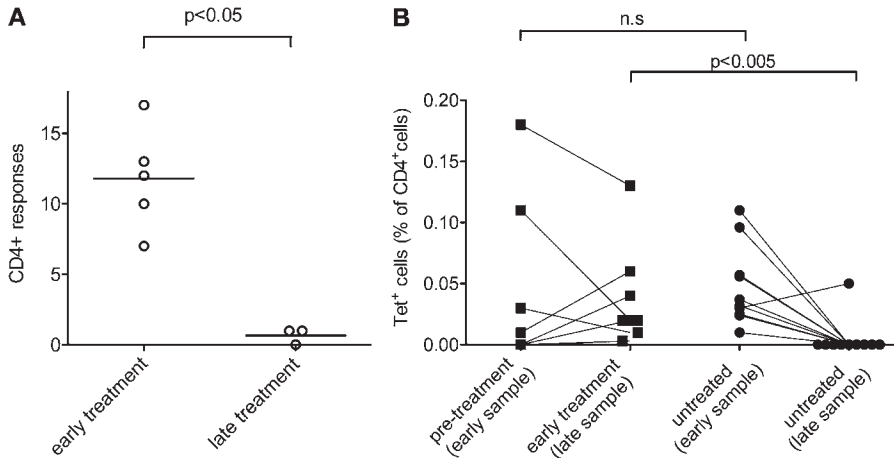 A
p<0.05
CD4+ responses
15
10
5
0
early treatment
late treatment
B
n.s
p<0.005
Tet⁺ cells (% of CD4⁺cells)
0.20
0.15
0.10
0.05
0.00
pre-treatment
(early sample)
early treatment
(late sample)
untreated
(early sample)
untreated
(late sample)